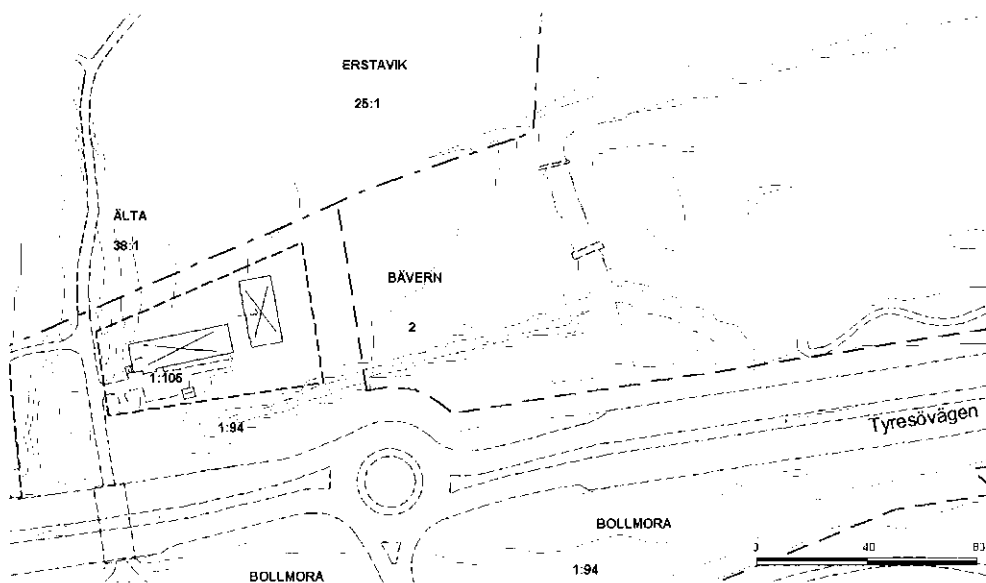 ERSTAVIK
25:1
ÄLTA
38:1
BÄVERN
2
1:106
1:94
Tyresövägen
BOLLMORA
1:94
BOLLMORA
0 40 80